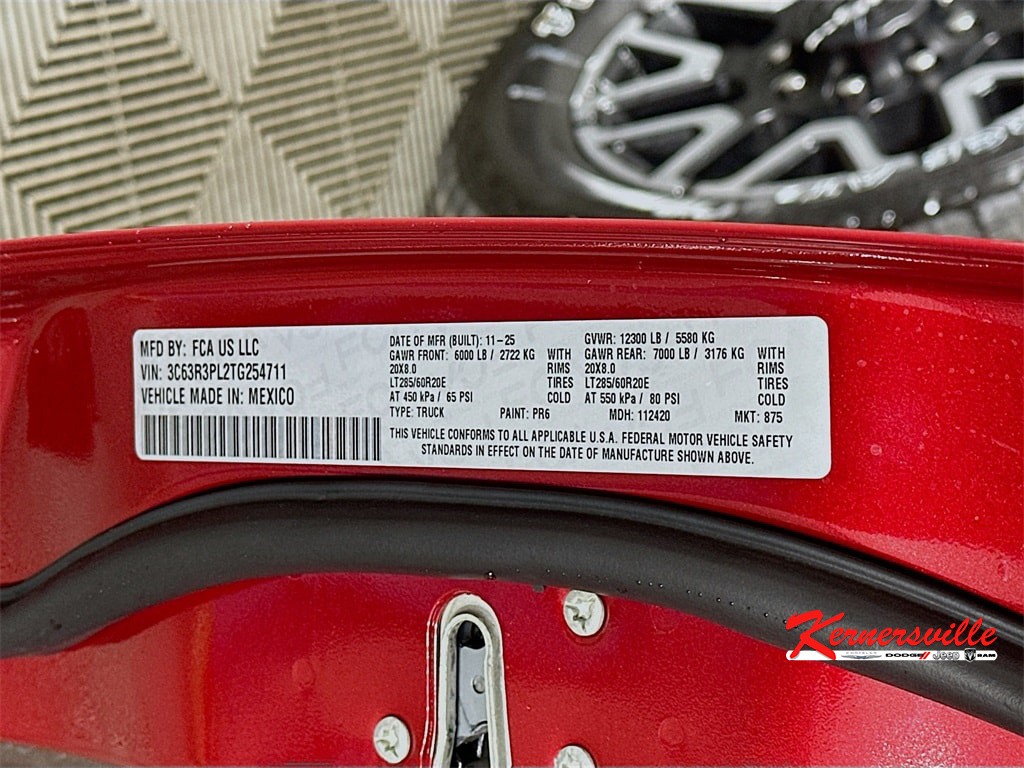 MFD BY: FCA US LLC
VIN: 3C63R3PL2TG254711
VEHICLE MADE IN: MEXICO
DATE OF MFR (BUILT): 11-25
GAWR FRONT: 6000 LB / 2722 KG WITH
20X8.0 RIMS
LT285/60R20E TIRES
AT 450 kPa / 65 PSI COLD
TYPE: TRUCK PAINT: PR6
GVWR: 12300 LB / 5580 KG
GAWR REAR: 7000 LB / 3176 KG WITH
20X8.0 RIMS
LT285/60R20E TIRES
AT 550 kPa / 80 PSI COLD
MDH: 112420 MKT: 875
THIS VEHICLE CONFORMS TO ALL APPLICABLE U.S.A. FEDERAL MOTOR VEHICLE SAFETY
STANDARDS IN EFFECT ON THE DATE OF MANUFACTURE SHOWN ABOVE.
Kernersville
CHRYSLER DODGE Jeep RAM